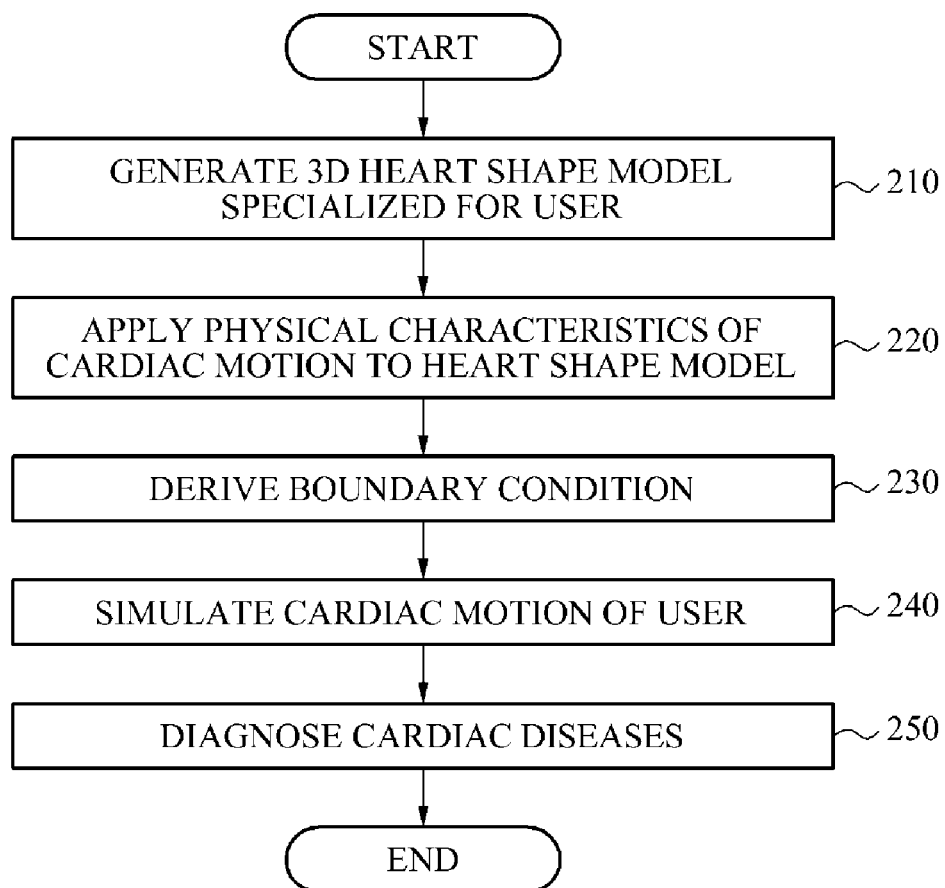 START
GENERATE 3D HEART SHAPE MODEL
SPECIALIZED FOR USER
210
APPLY PHYSICAL CHARACTERISTICS OF
CARDIAC MOTION TO HEART SHAPE MODEL
220
DERIVE BOUNDARY CONDITION
230
SIMULATE CARDIAC MOTION OF USER
240
DIAGNOSE CARDIAC DISEASES
250
END